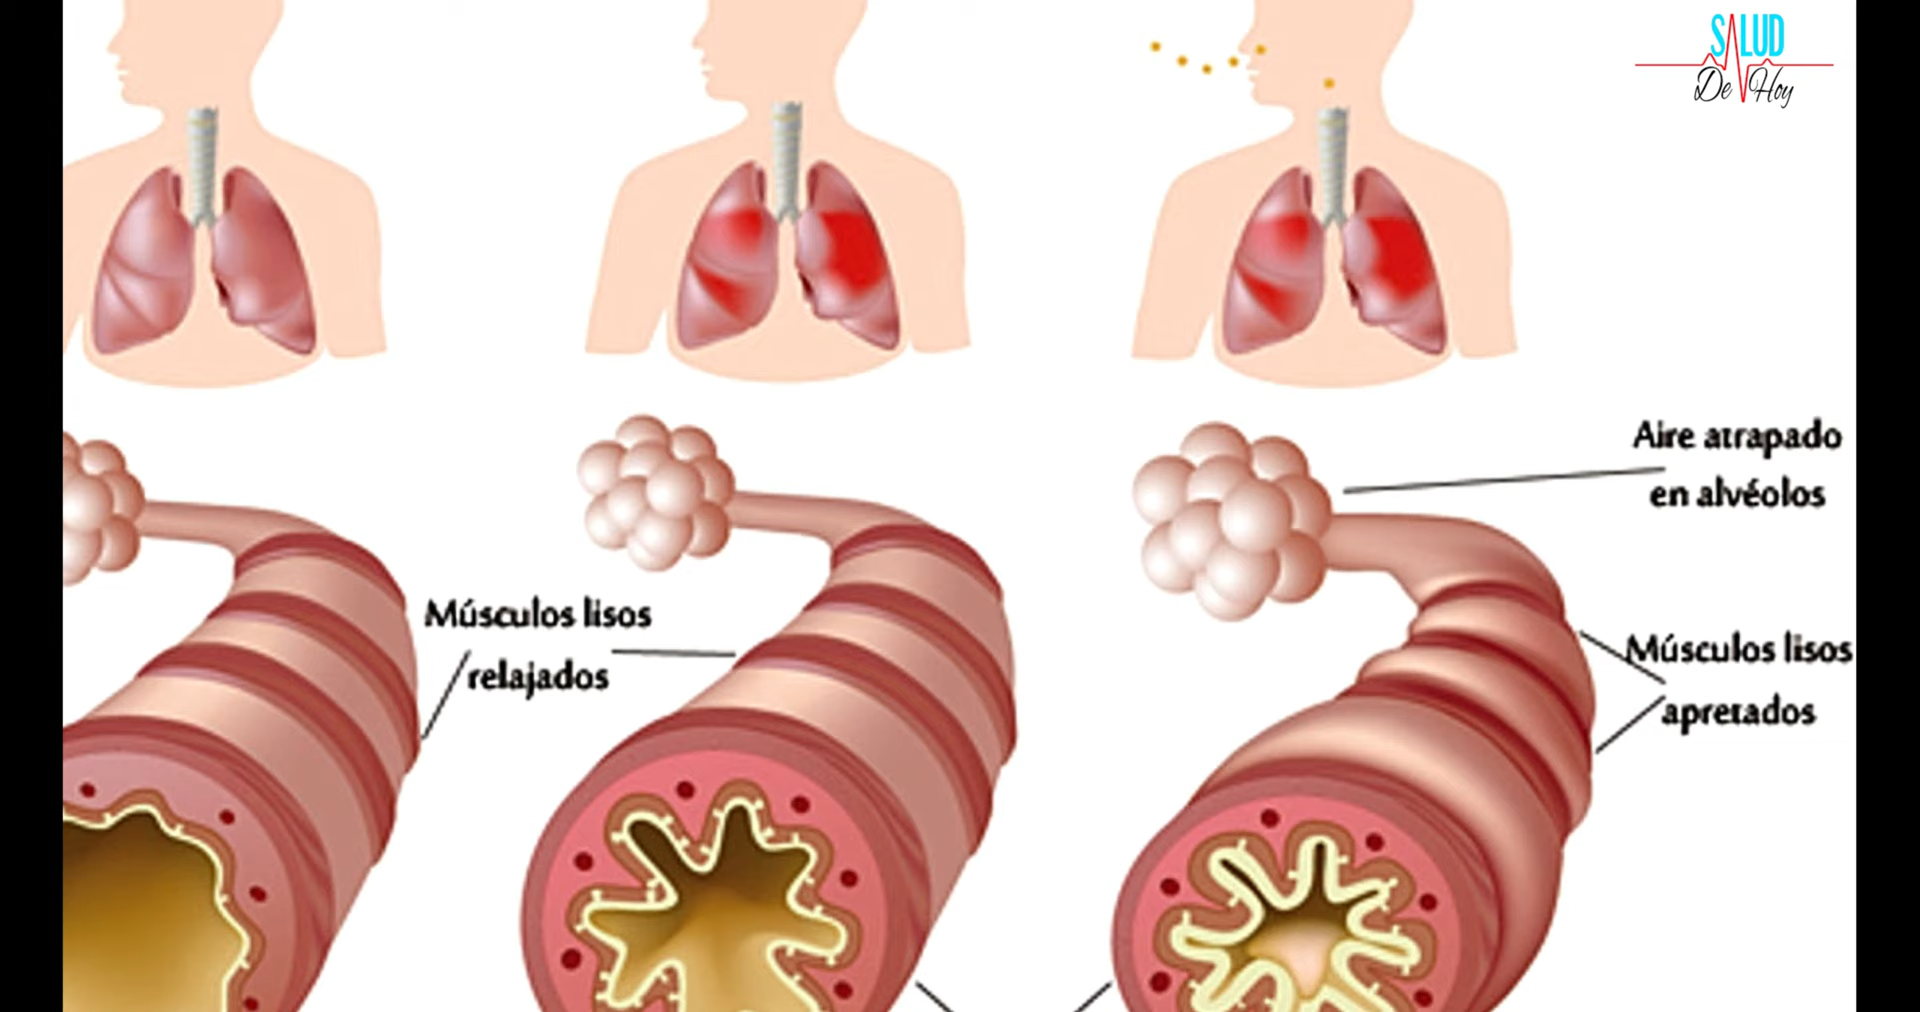 SALUD
De Hoy
Aire atrapado
en alvéolos
Músculos lisos
relajados
Músculos lisos
apretados